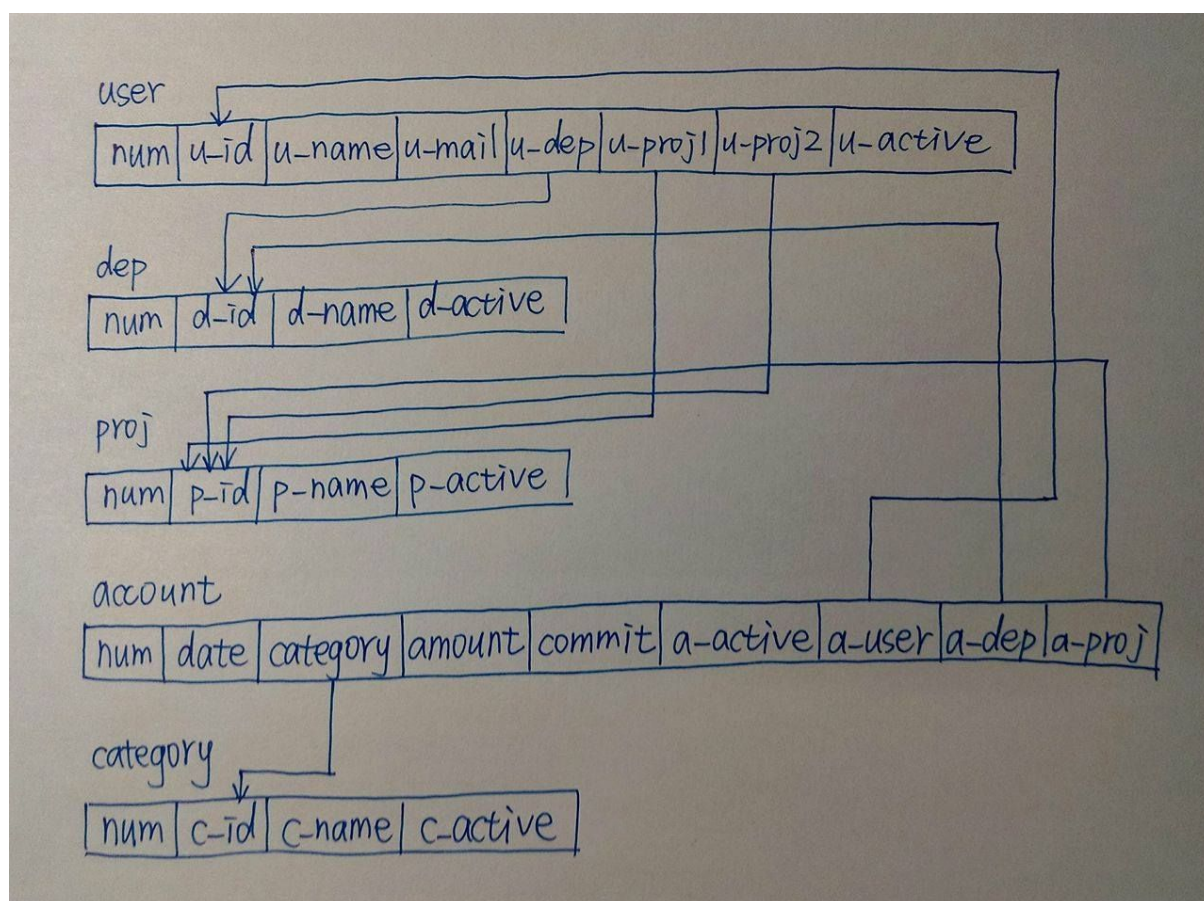 user
num u-id u-name u-mail u-dep u-proj1 u-proj2 u-active
dep
num d-id d-name d-active
proj
num p-id p-name p-active
account
num date category amount commit a-active a-user a-dep a-proj
category
num c-id c-name c-active